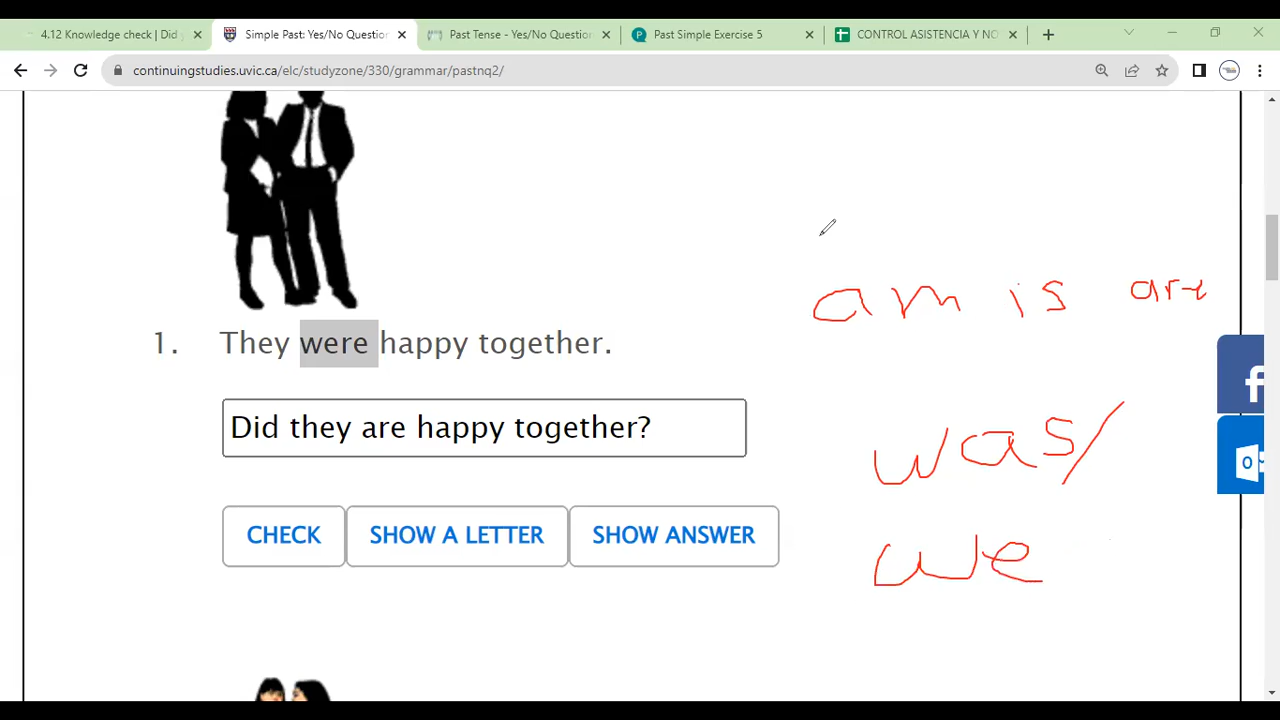 4.12 Knowledge check | Did
Simple Past: Yes/No Question
Past Tense - Yes/No Question
Past Simple Exercise 5
CONTROL ASISTENCIA Y NO
continuingstudies.uvic.ca/elc/studyzone/330/grammar/pastnq2/
am is are
1. They were happy together.
Did they are happy together?
was/
we
CHECK SHOW A LETTER SHOW ANSWER